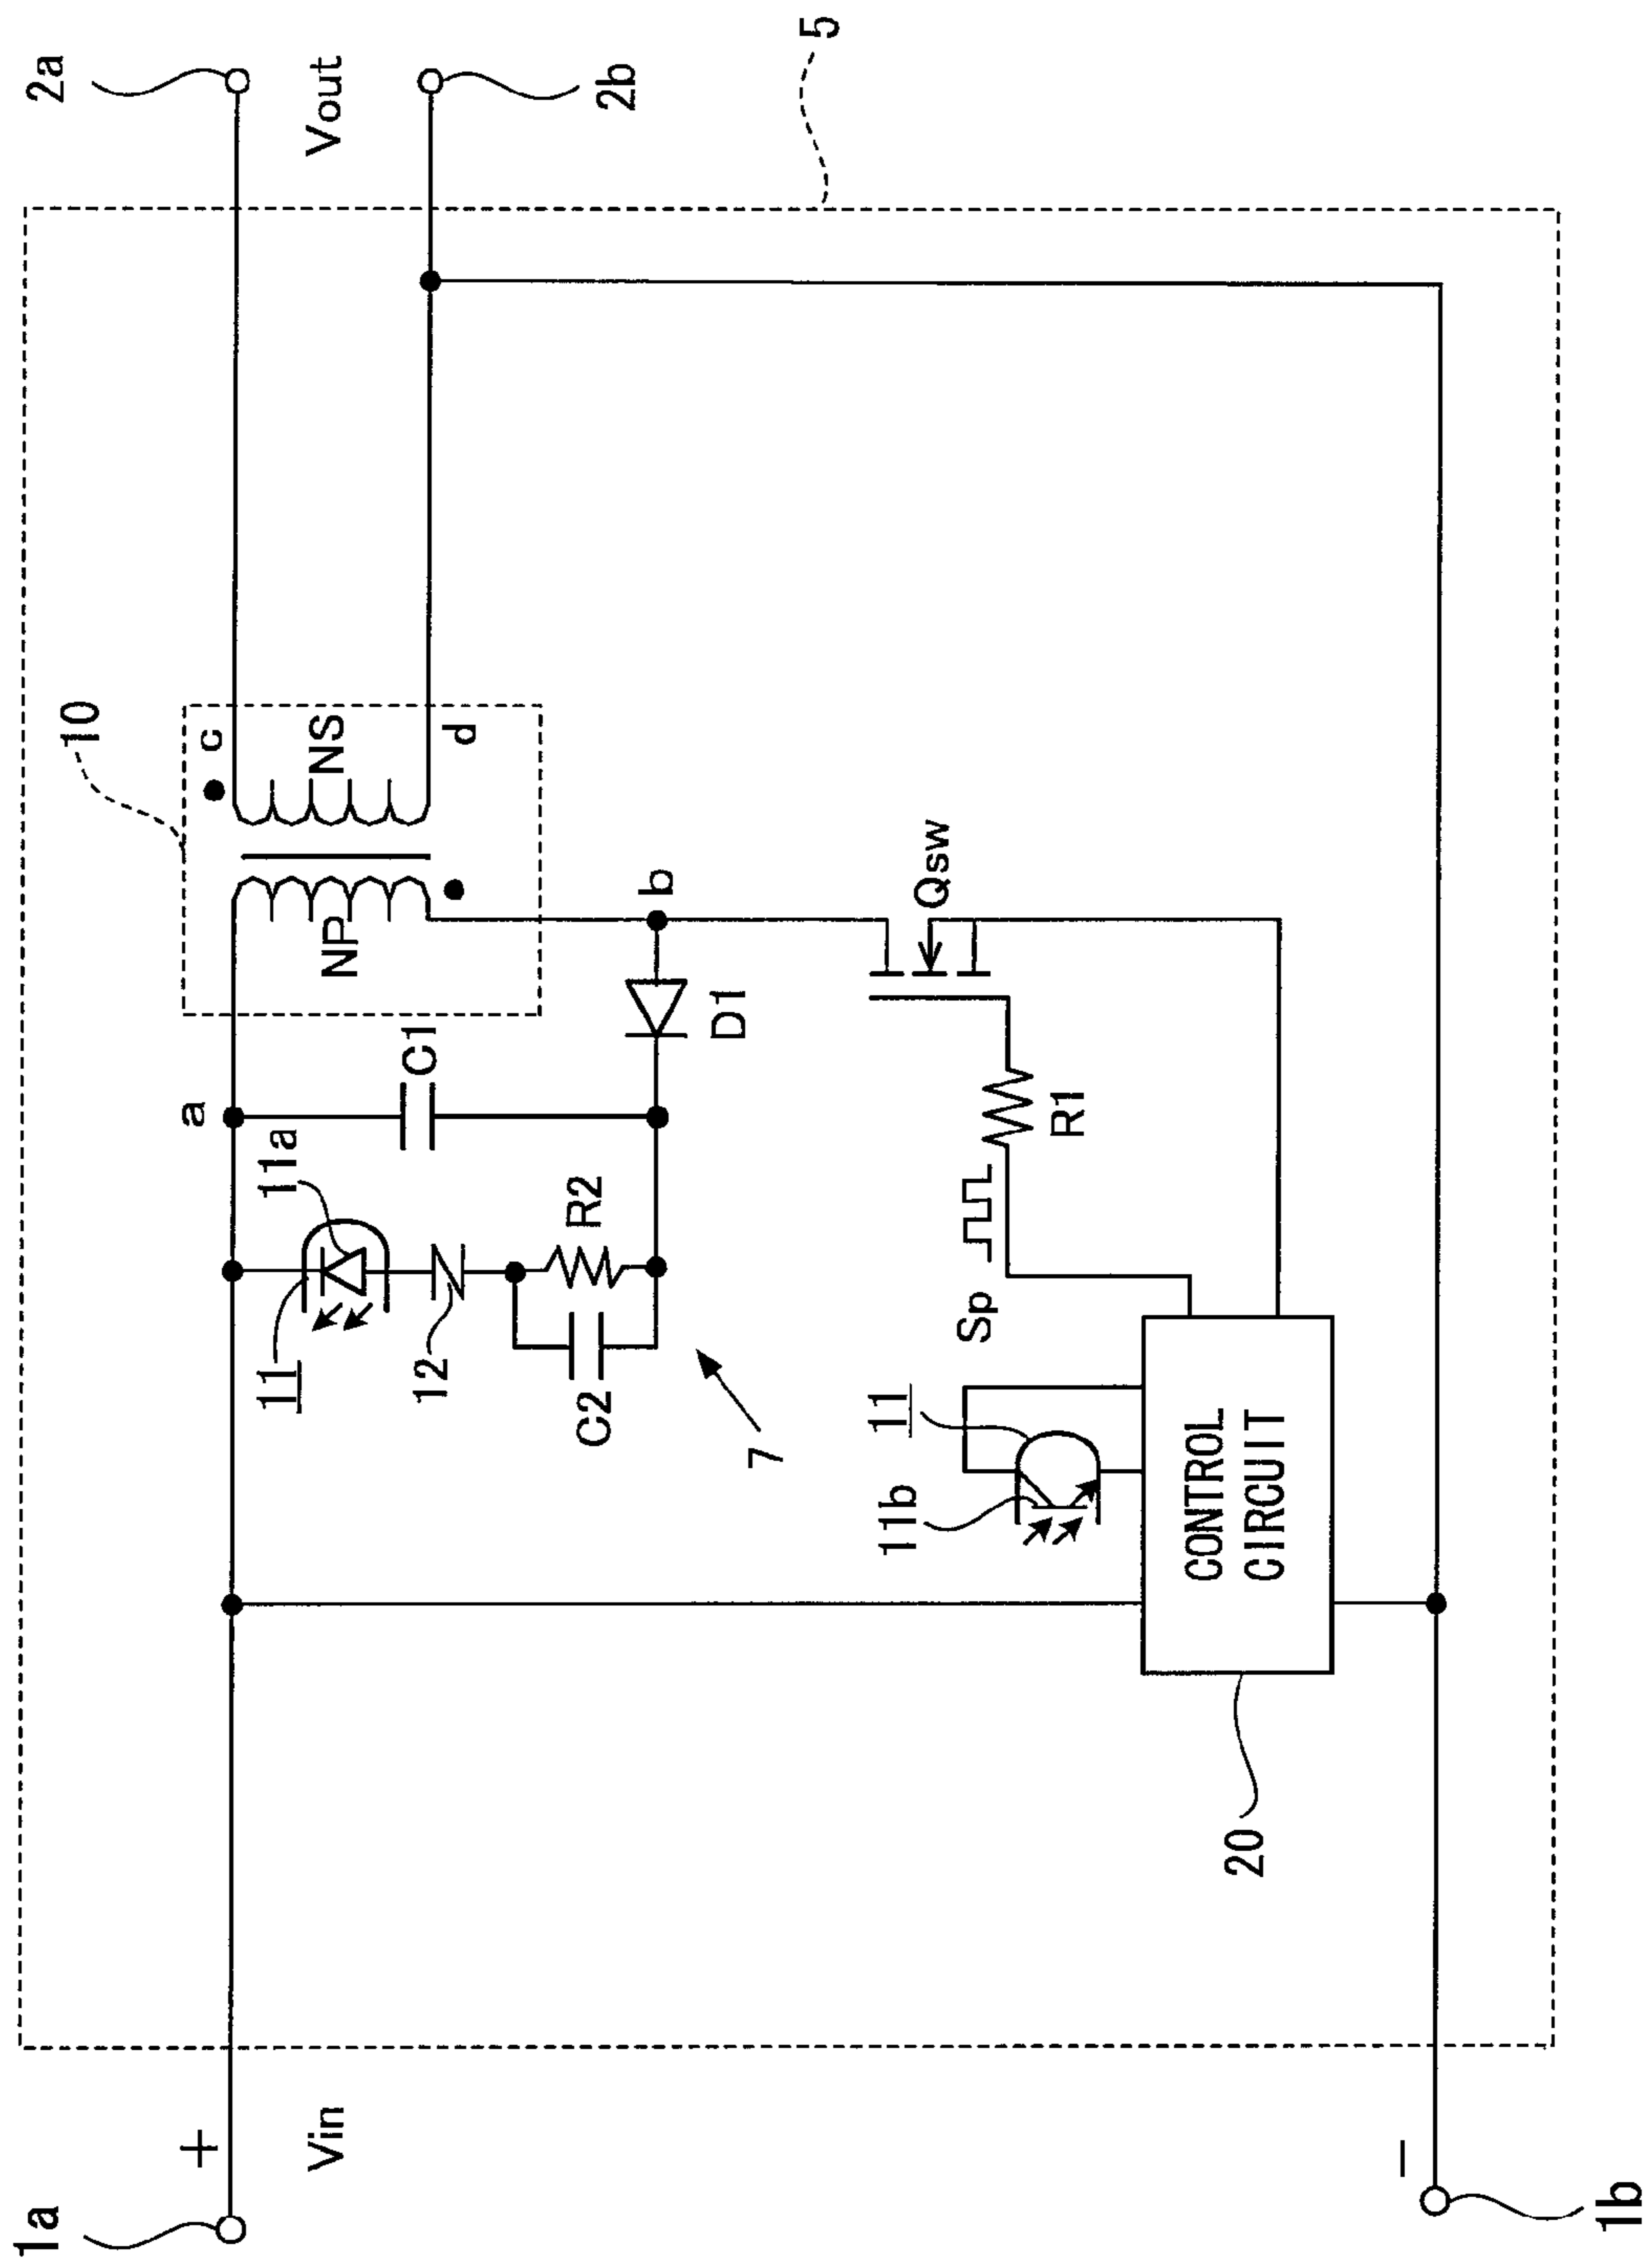 5
10
2a
c
Vout
NS
2b
d
NP
a
C1
b
11a
11
R2
D1
12
C2
Qsw
7
R1
Sp
11
11b
CONTROL
CIRCUIT
20
1a
+
Vin
−
1b